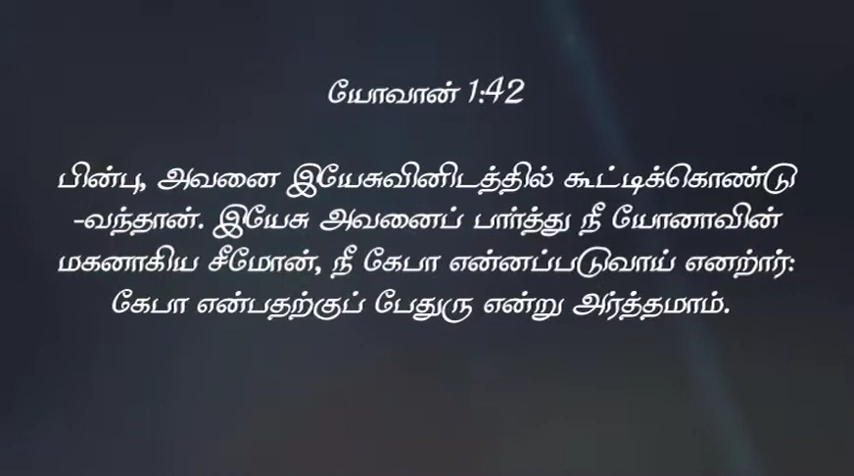 யோவான் 1:42
பின்பு, அவனை இயேசுவினிடத்தில் கூட்டிக்கொண்டு
-வந்தான். இயேசு அவனைப் பார்த்து நீ யோனாவின்
மகனாகிய சீமோன், நீ கேபா என்னப்படுவாய் எனறார்:
கேபா என்பதற்குப் பேதுரு என்று அர்த்தமாம்.